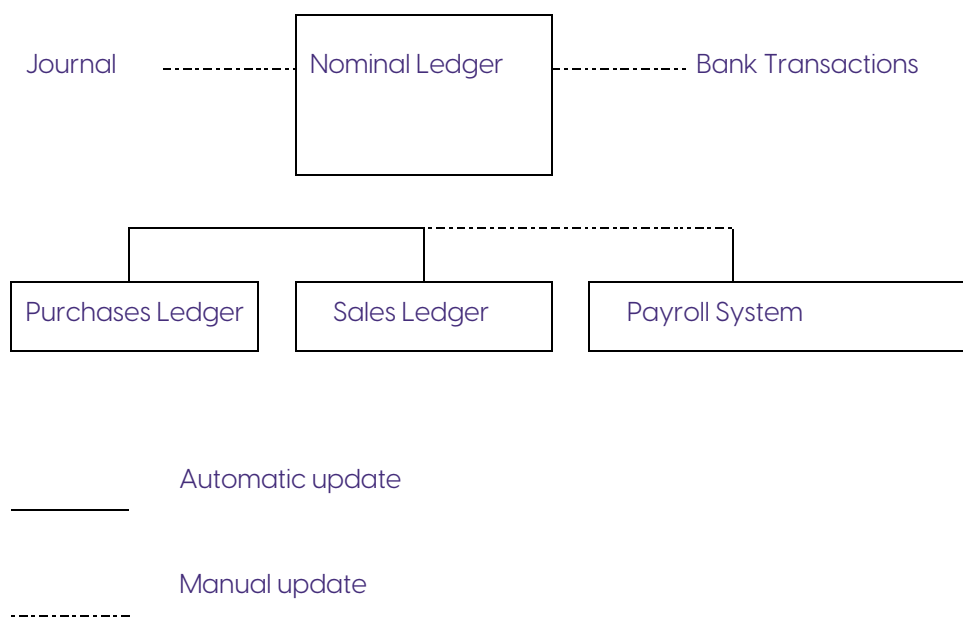 Journal
Nominal Ledger
Bank Transactions
Purchases Ledger
Sales Ledger
Payroll System
Automatic update
Manual update